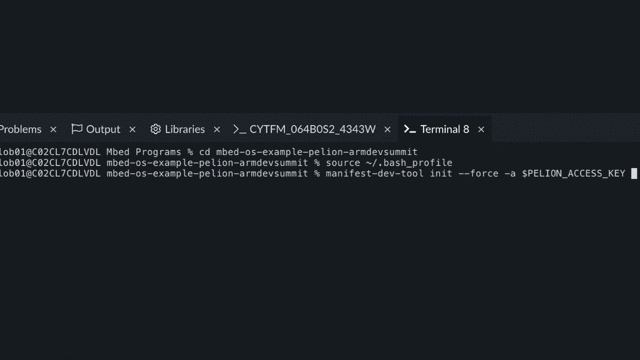 Problems × Output × Libraries × >_ CYTFM_064B0S2_4343W × >_ Terminal 8 ×
lob01@C02CL7CDLVDL Mbed Programs % cd mbed-os-example-pelion-armdevsummit
lob01@C02CL7CDLVDL mbed-os-example-pelion-armdevsummit % source ~/.bash_profile
lob01@C02CL7CDLVDL mbed-os-example-pelion-armdevsummit % manifest-dev-tool init --force -a $PELION_ACCESS_KEY